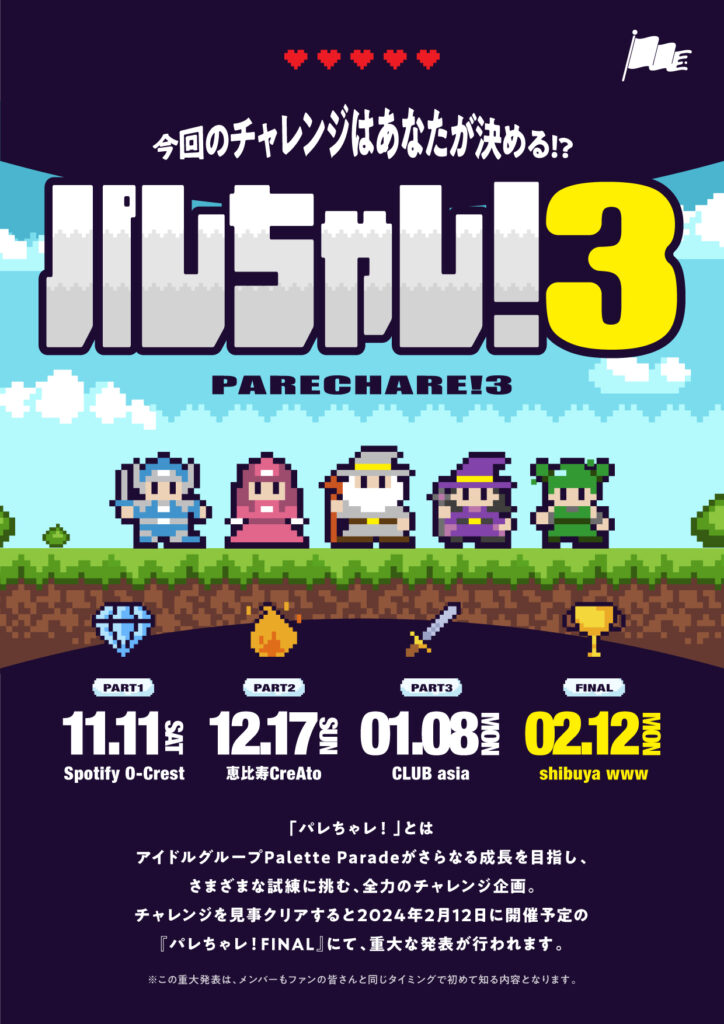 今回のチャレンジはあなたが決める!?
パレちゃレ!3
PARECHARE!3
PART1
11.11 SAT
Spotify O-Crest
PART2
12.17 SUN
恵比寿CreAto
PART3
01.08 MON
CLUB asia
FINAL
02.12 MON
shibuya www
「パレちゃレ！」とは
アイドルグループPalette Paradeがさらなる成長を目指し、
さまざまな試練に挑む、全力のチャレンジ企画。
チャレンジを見事クリアすると2024年2月12日に開催予定の
『パレちゃレ！FINAL』にて、重大な発表が行われます。
※この重大発表は、メンバーもファンの皆さんと同じタイミングで初めて知る内容となります。